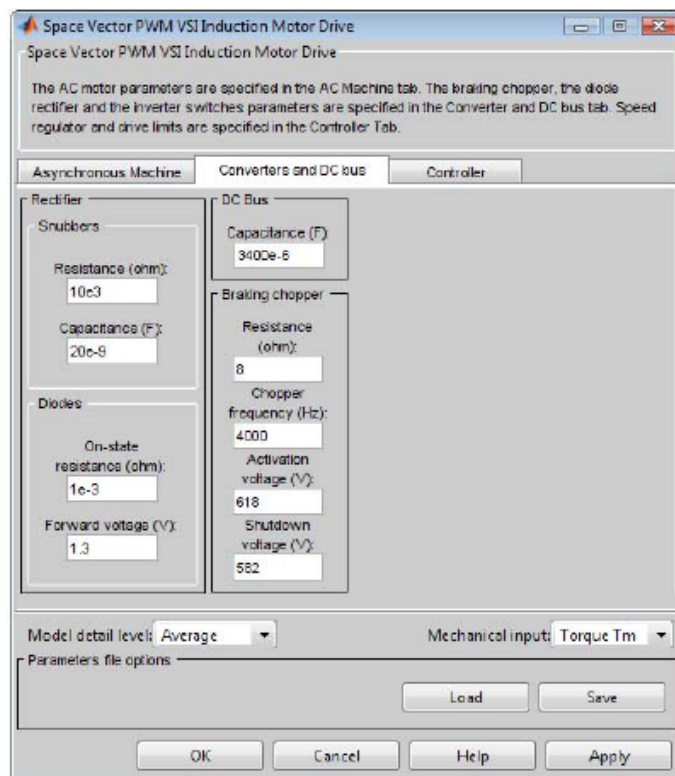 Space Vector PWM VSI Induction Motor Drive
Space Vector PWM VSI Induction Motor Drive
The AC motor parameters are specified in the AC Machine tab. The braking chopper, the diode
rectifier and the inverter switches parameters are specified in the Converter and DC bus tab. Speed
regulator and drive limits are specified in the Controller Tab.
Asynchronous Machine
Converters and DC bus
Controller
Rectifier
Snubbers
Resistance (ohm):
10e3
Capacitance (F):
20e-9
Diodes
On-state
resistance (ohm):
1e-3
Forward voltage (V):
1.3
DC Bus
Capacitance (F):
3400e-6
Braking chopper
Resistance
(ohm):
8
Chopper
frequency (Hz):
4000
Activation
voltage (V):
618
Shutdown
voltage (V):
582
Model detail level: Average
Mechanical input: Torque Tm
Parameters file options
Load
Save
OK
Cancel
Help
Apply